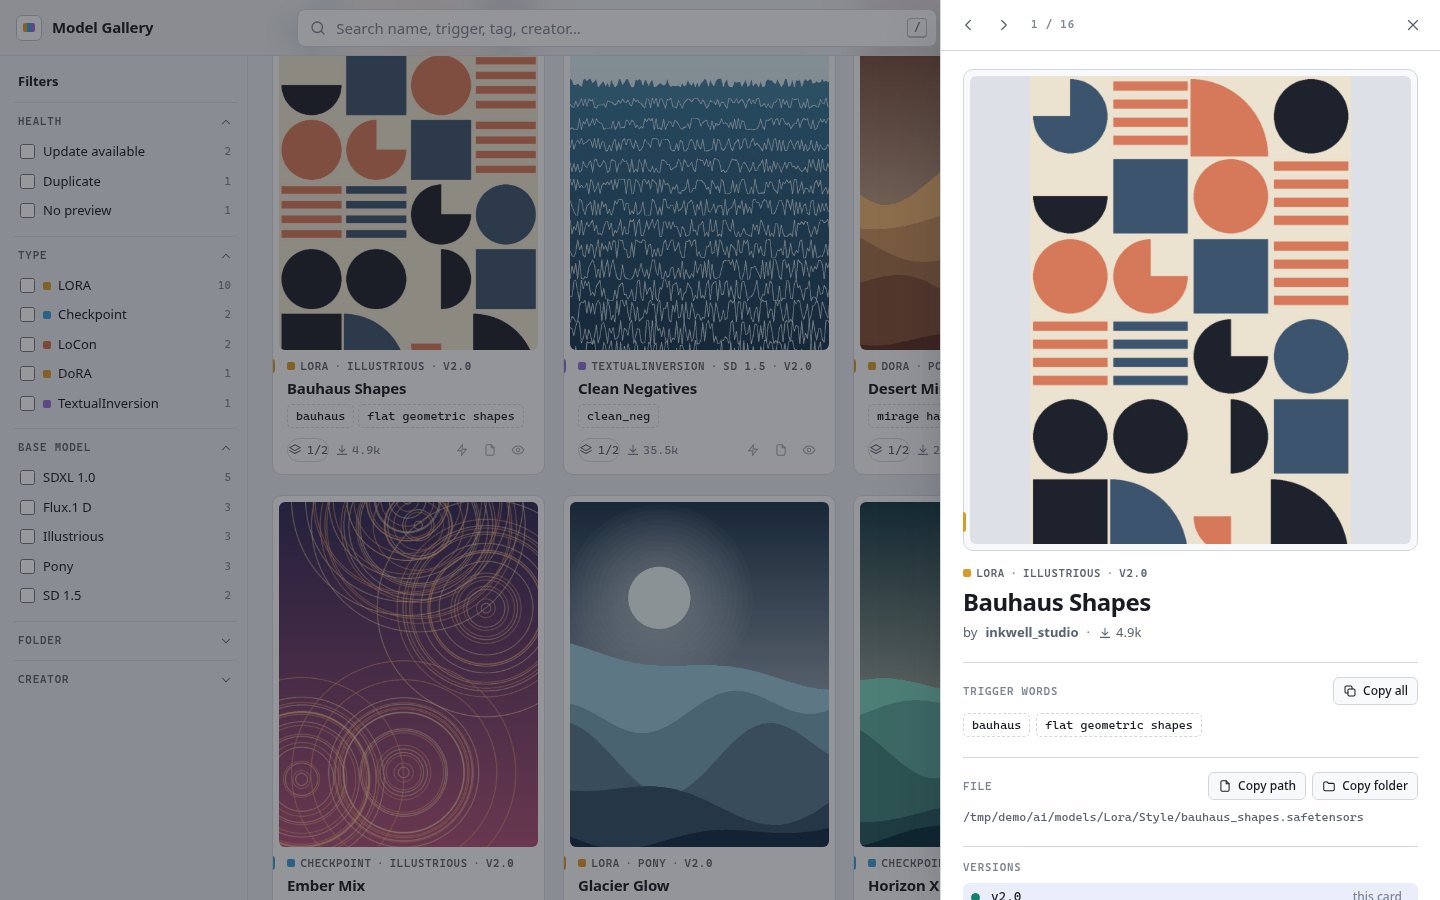 Model Gallery
Search name, trigger, tag, creator...
/
Filters
HEALTH
Update available 2
Duplicate 1
No preview 1
TYPE
LORA 10
Checkpoint 2
LoCon 2
DoRA 1
TextualInversion 1
BASE MODEL
SDXL 1.0 5
Flux.1 D 3
Illustrious 3
Pony 3
SD 1.5 2
FOLDER
CREATOR
LORA · ILLUSTRIOUS · V2.0
Bauhaus Shapes
bauhaus flat geometric shapes
1/2 4.9k
TEXTUALINVERSION · SD 1.5 · V2.0
Clean Negatives
clean_neg
1/2 35.5k
DORA · PO
Desert Mi
mirage ha
1/2 2
CHECKPOINT · ILLUSTRIOUS · V2.0
Ember Mix
LORA · PONY · V2.0
Glacier Glow
CHECKPOI
Horizon X
1 / 16
LORA · ILLUSTRIOUS · V2.0
Bauhaus Shapes
by inkwell_studio · 4.9k
TRIGGER WORDS
Copy all
bauhaus flat geometric shapes
FILE
Copy path
Copy folder
/tmp/demo/ai/models/Lora/Style/bauhaus_shapes.safetensors
VERSIONS
v2.0 this card